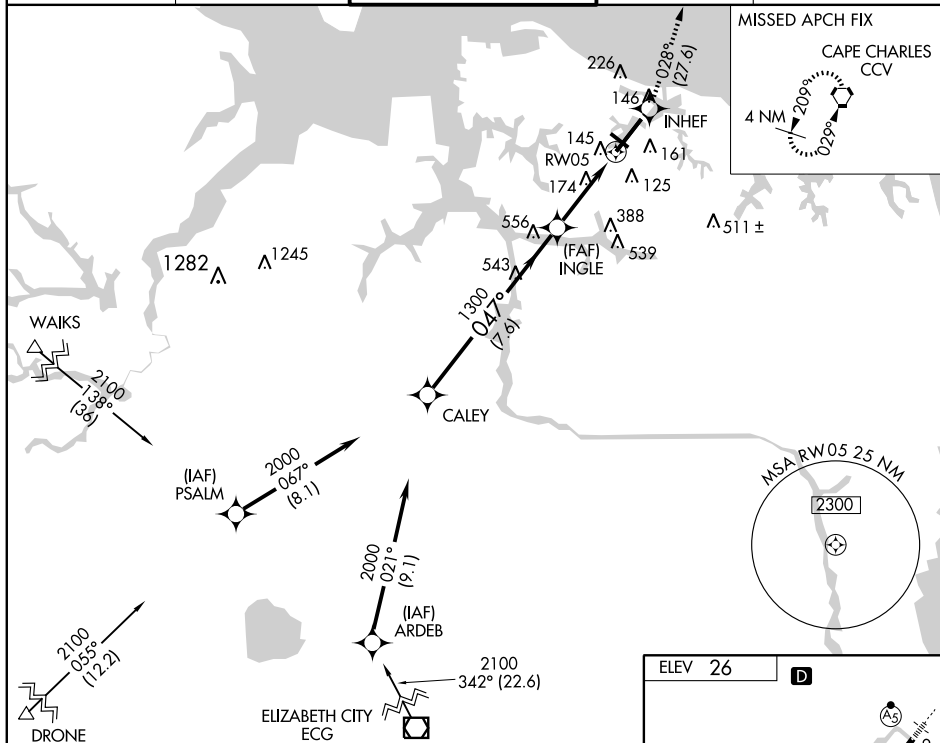 MISSED APCH FIX
CAPE CHARLES
CCV
4 NM
209°
029°
226
028°
(27.6)
146
INHEF
145
RW05
161
174
125
556
388
511 ±
(FAF)
INGLE
539
543
1282
1245
1300
047°
(7.6)
WAIKS
2100
138°
(36)
CALEY
(IAF)
PSALM
2000
067°
(8.1)
MSA RW05 25 NM
2300
2000
021°
(9.1)
(IAF)
ARDEB
2100
055°
(12.2)
2100
342° (22.6)
ELIZABETH CITY
ECG
DRONE
ELEV 26
D
A5